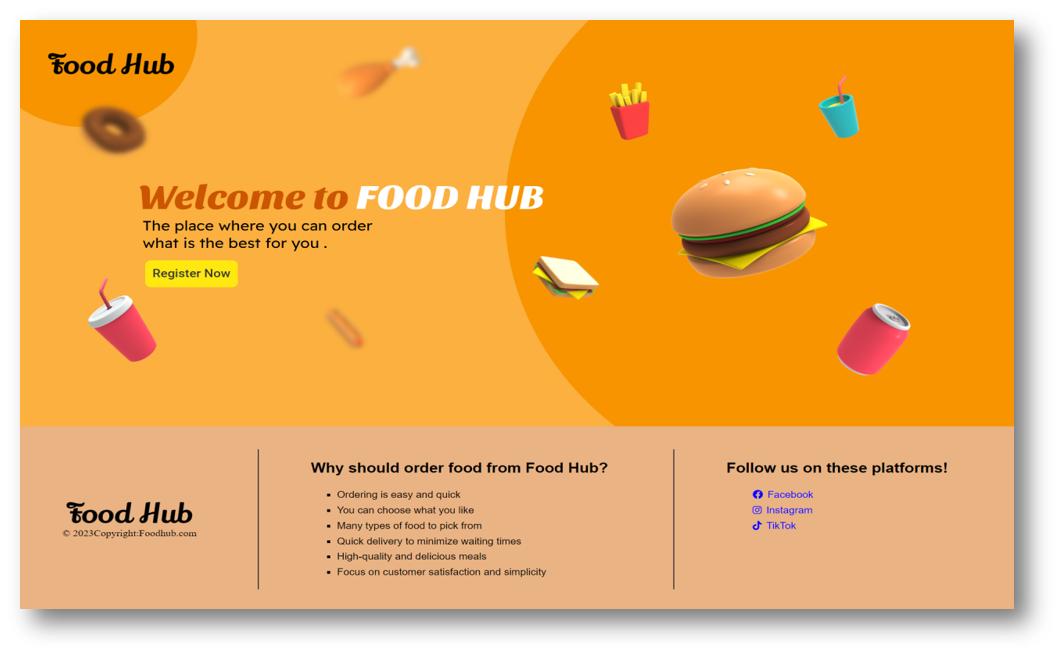 Food Hub
Welcome to FOOD HUB
The place where you can order
what is the best for you .
Register Now
Food Hub
© 2023Copyright:Foodhub.com
Why should order food from Food Hub?
Ordering is easy and quick
You can choose what you like
Many types of food to pick from
Quick delivery to minimize waiting times
High-quality and delicious meals
Focus on customer satisfaction and simplicity
Follow us on these platforms!
Facebook
Instagram
TikTok